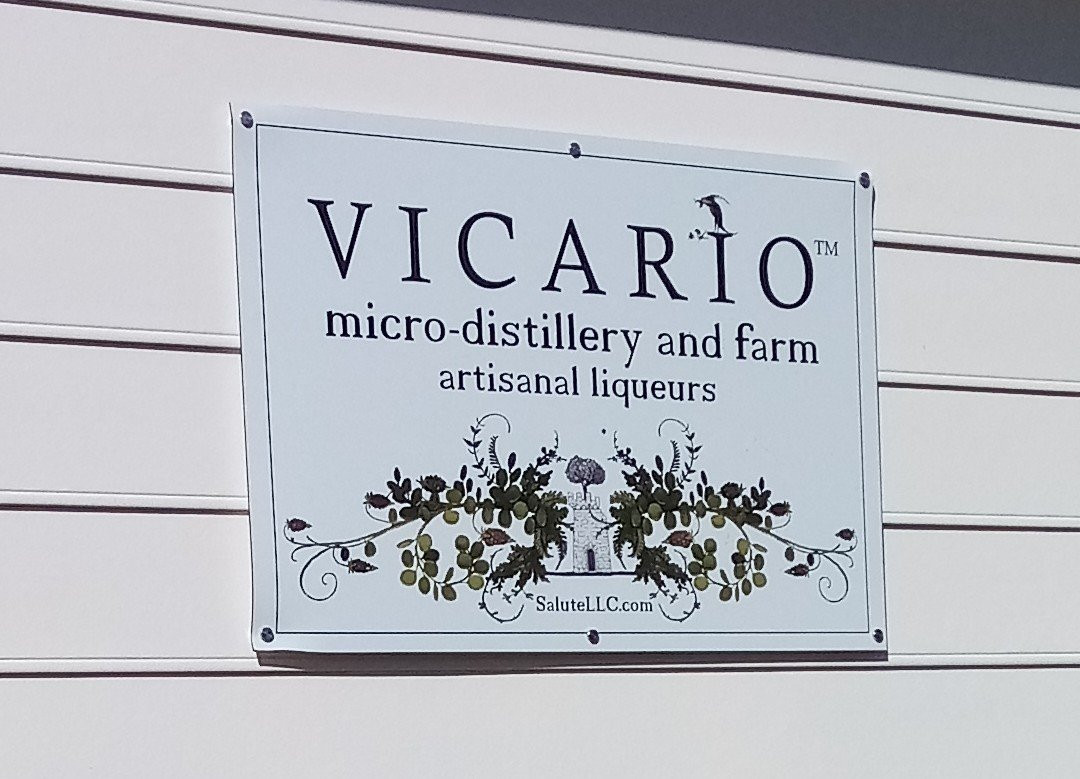 VICARIO™
micro-distillery and farm
artisanal liqueurs
SaluteLLC.com